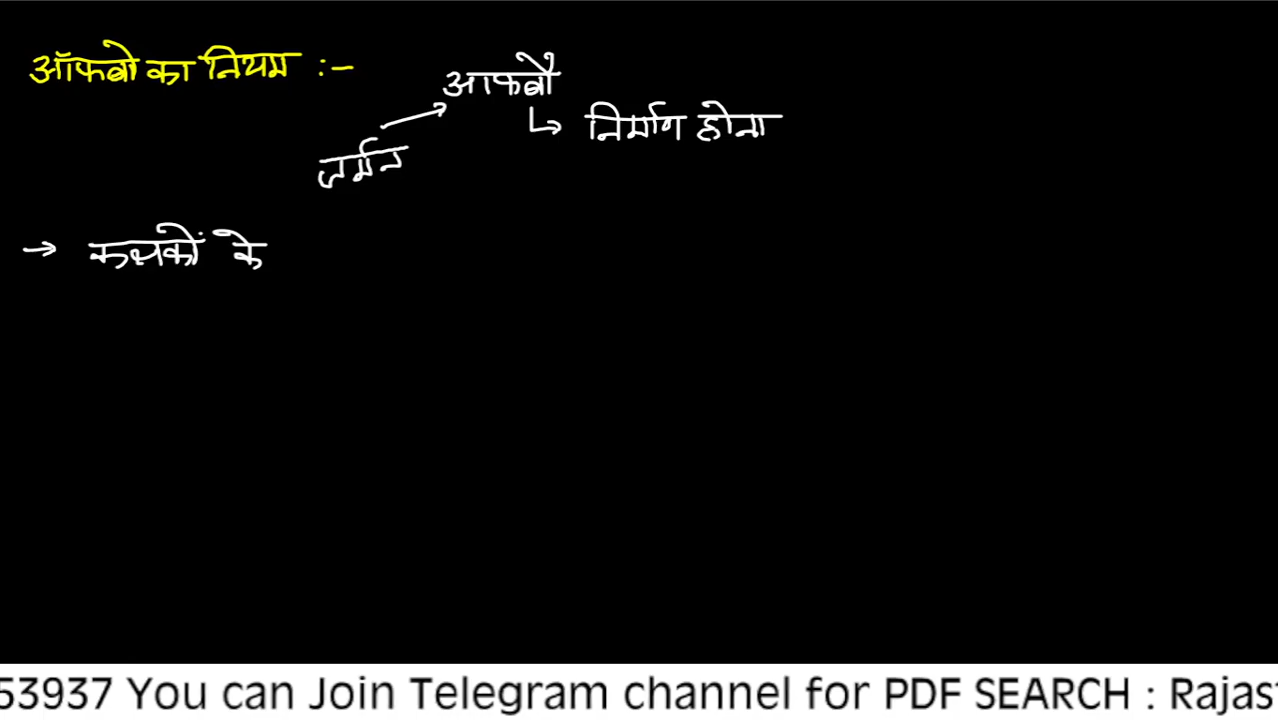 ऑफबो का नियम :-
आफबौ
↳ निर्माण होना
जर्मन
→ कक्षकों के
53937 You can Join Telegram channel for PDF SEARCH : Rajas